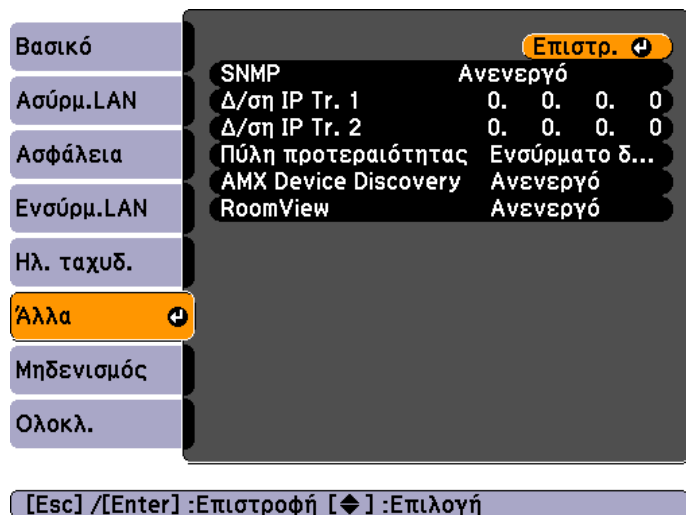 Βασικό
Ασύρμ.LAN
Ασφάλεια
Ενσύρμ.LAN
Ηλ. ταχυδ.
Άλλα
Μηδενισμός
Ολοκλ.
Επιστρ.
SNMP Ανενεργό
Δ/ση IP Tr. 1 0. 0. 0. 0
Δ/ση IP Tr. 2 0. 0. 0. 0
Πύλη προτεραιότητας Ενσύρματο δ...
AMX Device Discovery Ανενεργό
RoomView Ανενεργό
[Esc] /[Enter] :Επιστροφή [◆] :Επιλογή